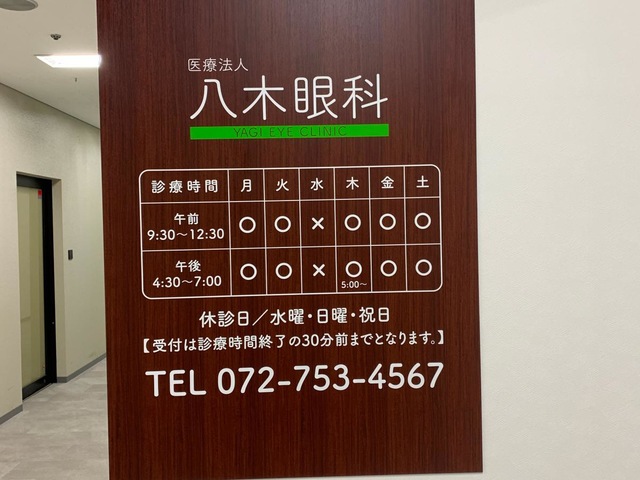 医療法人
八木眼科
YAGI EYE CLINIC
診療時間 月 火 水 木 金 土
午前 9:30〜12:30 ○ ○ × ○ ○ ○
午後 4:30〜7:00 ○ ○ × ○ 5:00〜 ○ ○
休診日／水曜・日曜・祝日
【受付は診療時間終了の30分前までとなります。】
TEL 072-753-4567